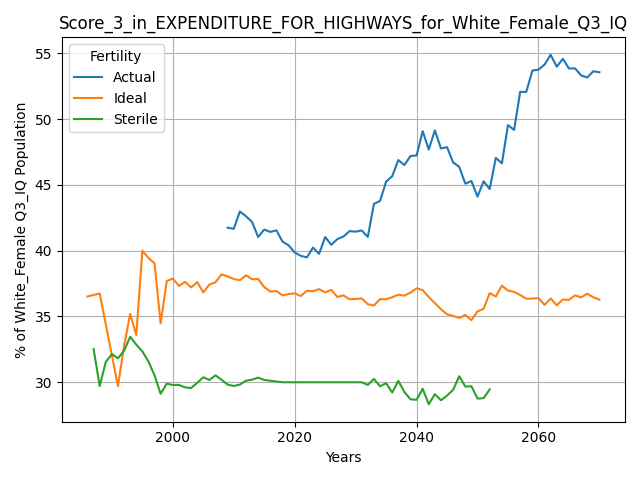 Score_3_in_EXPENDITURE_FOR_HIGHWAYS_for_White_Female_Q3_IQ
Fertility
Actual
Ideal
Sterile
% of White_Female Q3_IQ Population
55
50
45
40
35
30
2000
2020
2040
2060
Years